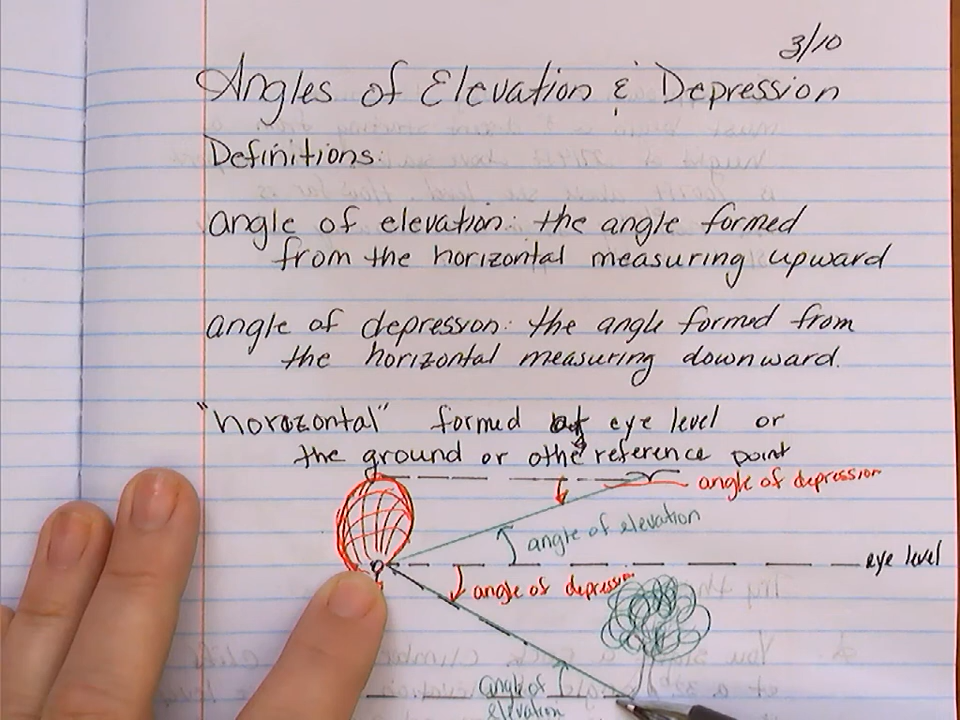 3/10
Angles of Elevation & Depression
Definitions:
angle of elevation: the angle formed
from the horizontal measuring upward
angle of depression: the angle formed from
the horizontal measuring downward.
"horozontal" formed by eye level or
the ground or other reference point
angle of depression
angle of elevation
eye level
angle of depression
angle of
elevation